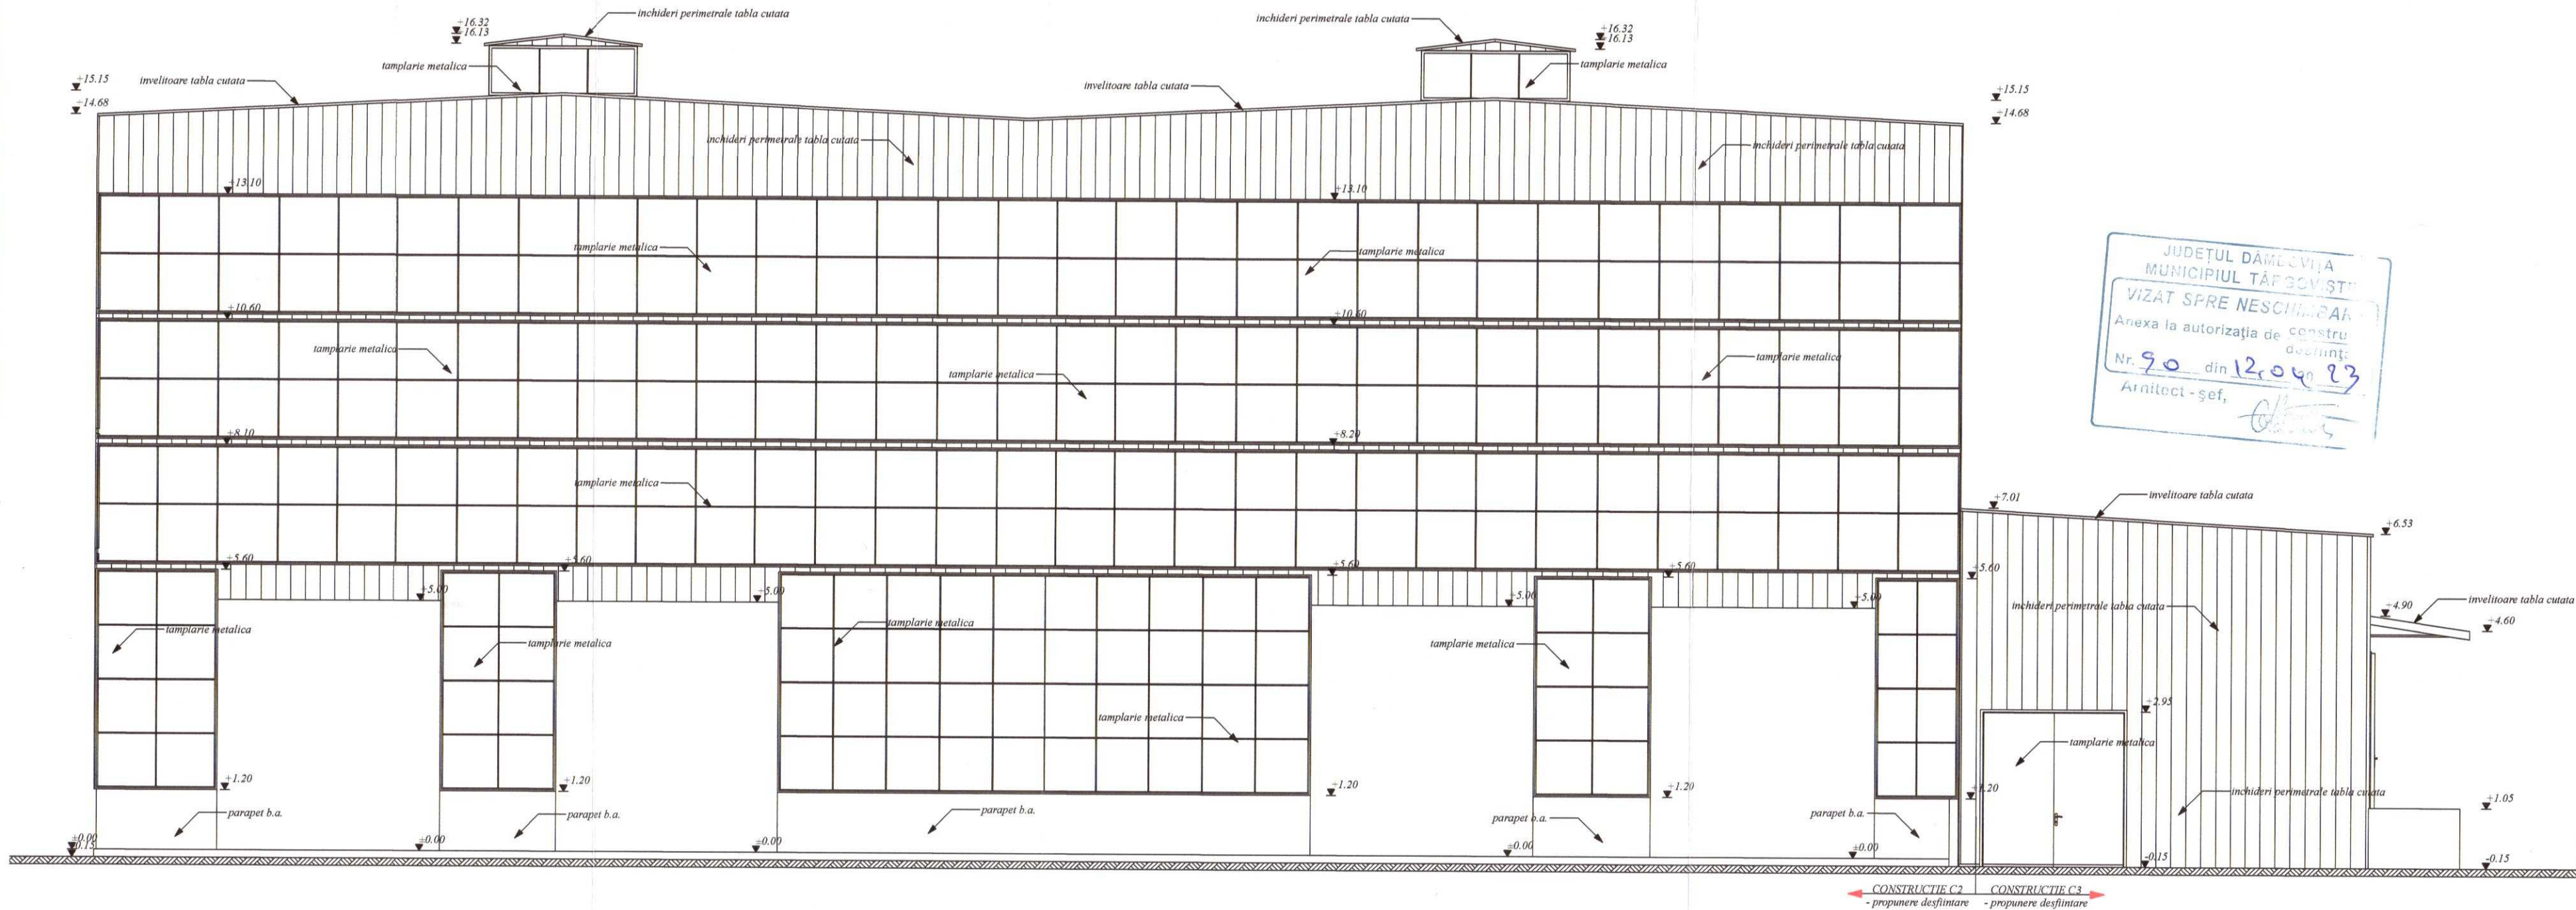 +16.32
+16.13
inchideri perimetrale tabla cutata
tamplarie metalica
+15.15
invelitoare tabla cutata
+14.68
inchideri perimetrale tabla cutata
+16.32
+16.13
tamplarie metalica
invelitoare tabla cutata
+15.15
+14.68
inchideri perimetrale tabla cutata
inchideri perimetrale tabla cutata
+13.10
+13.10
tamplarie metalica
tamplarie metalica
+10.60
+10.60
tamplarie metalica
tamplarie metalica
tamplarie metalica
+8.10
+8.20
tamplarie metalica
JUDEȚUL DÂMBOVIȚA
MUNICIPIUL TÂRGOVIȘTE
VIZAT SPRE NESCHIMBAR
Anexa la autorizația de constru
desființ
Nr. 90 din 12.04 23
Arhitect - șef,
+7.01
invelitoare tabla cutata
+6.53
+5.60
+5.60
+5.60
+5.60
+5.60
+5.00
+5.00
+5.00
+5.00
inchideri perimetrale tabla cutata
+4.90
invelitoare tabla cutata
+4.60
tamplarie metalica
tamplarie metalica
tamplarie metalica
tamplarie metalica
tamplarie metalica
+2.95
tamplarie metalica
+1.20
+1.20
+1.20
+1.20
+1.20
inchideri perimetrale tabla cutata
+1.05
parapet b.a.
parapet b.a.
parapet b.a.
parapet b.a.
parapet b.a.
±0.00
-0.15
±0.00
±0.00
±0.00
±0.00
-0.15
-0.15
CONSTRUCTIE C2
- propunere desfiintare
CONSTRUCTIE C3
- propunere desfiintare